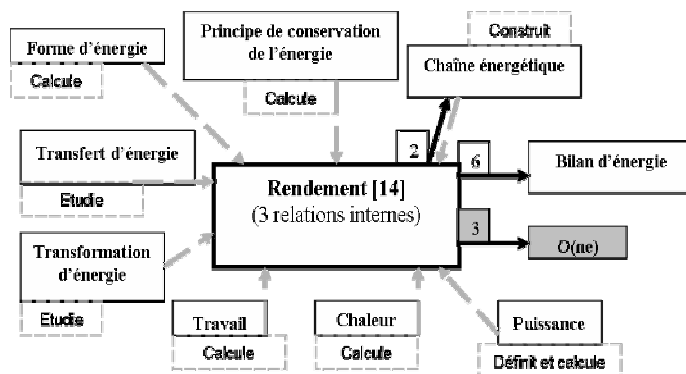 Forme d'énergie
Calcule
Principe de conservation
de l'énergie
Calcule
Construit
Chaîne énergétique
Transfert d'énergie
Etudie
2
6
Bilan d'énergie
Rendement [14]
(3 relations internes)
3
O(ne)
Transformation
d'énergie
Etudie
Travail
Calcule
Chaleur
Calcule
Puissance
Définit et calcule